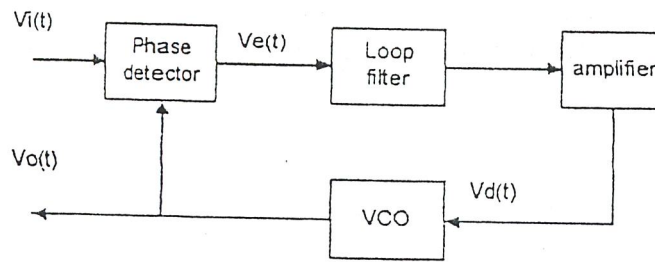 Vi(t)
Phase
detector
Ve(t)
Loop
filter
amplifier
Vo(t)
VCO
Vd(t)